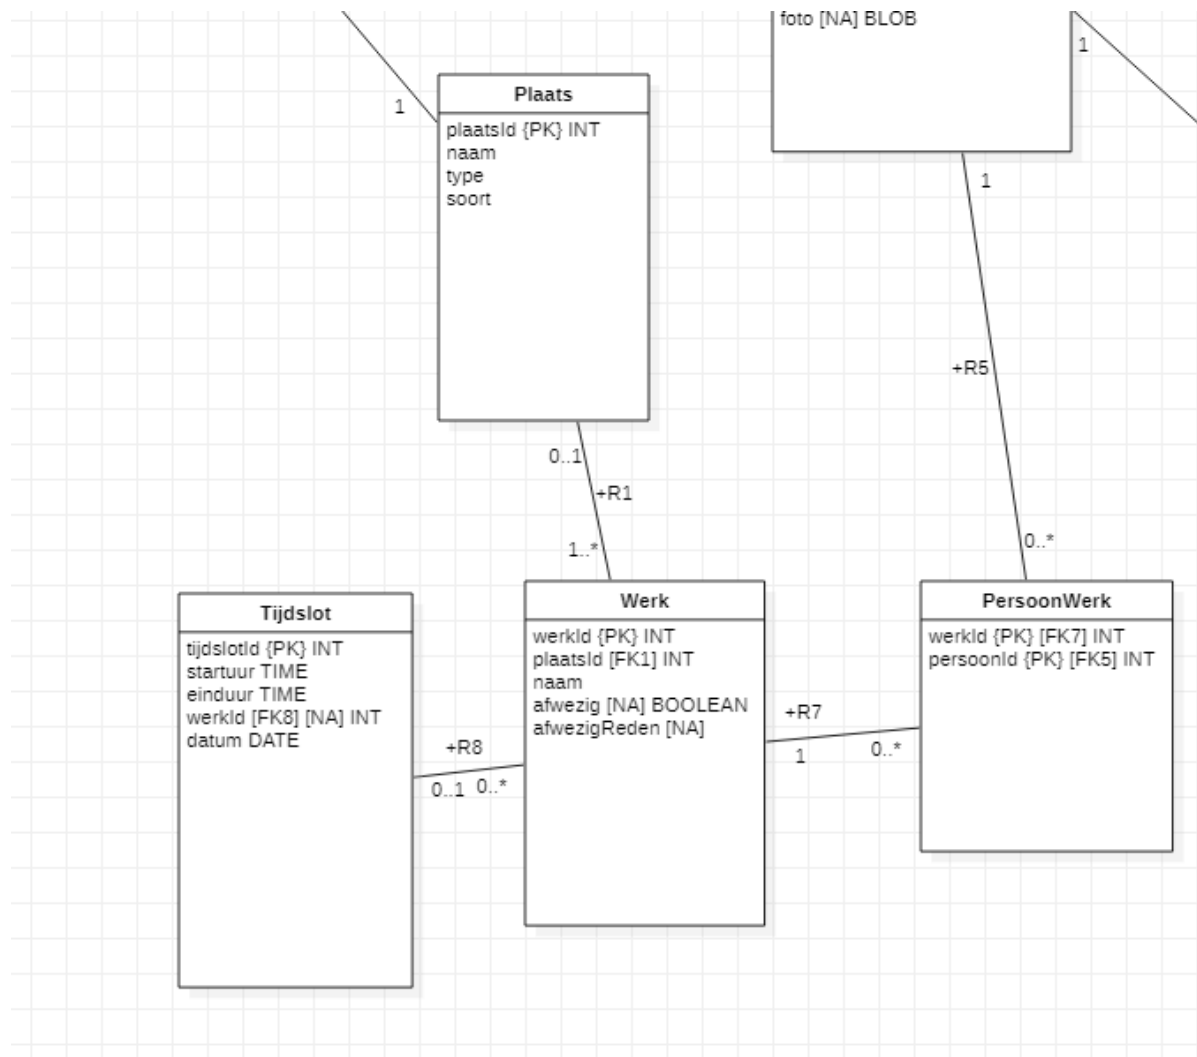 foto [NA] BLOB
1
1
Plaats
plaatsId {PK} INT
naam
type
soort
1
+R5
0..1
+R1
1..*
0..*
Tijdslot
tijdslotId {PK} INT
startuur TIME
einduur TIME
werkId [FK8] [NA] INT
datum DATE
+R8
0..1 0..*
Werk
werkId {PK} INT
plaatsId [FK1] INT
naam
afwezig [NA] BOOLEAN
afwezigReden [NA]
+R7
1 0..*
PersoonWerk
werkId {PK} [FK7] INT
persoonId {PK} [FK5] INT